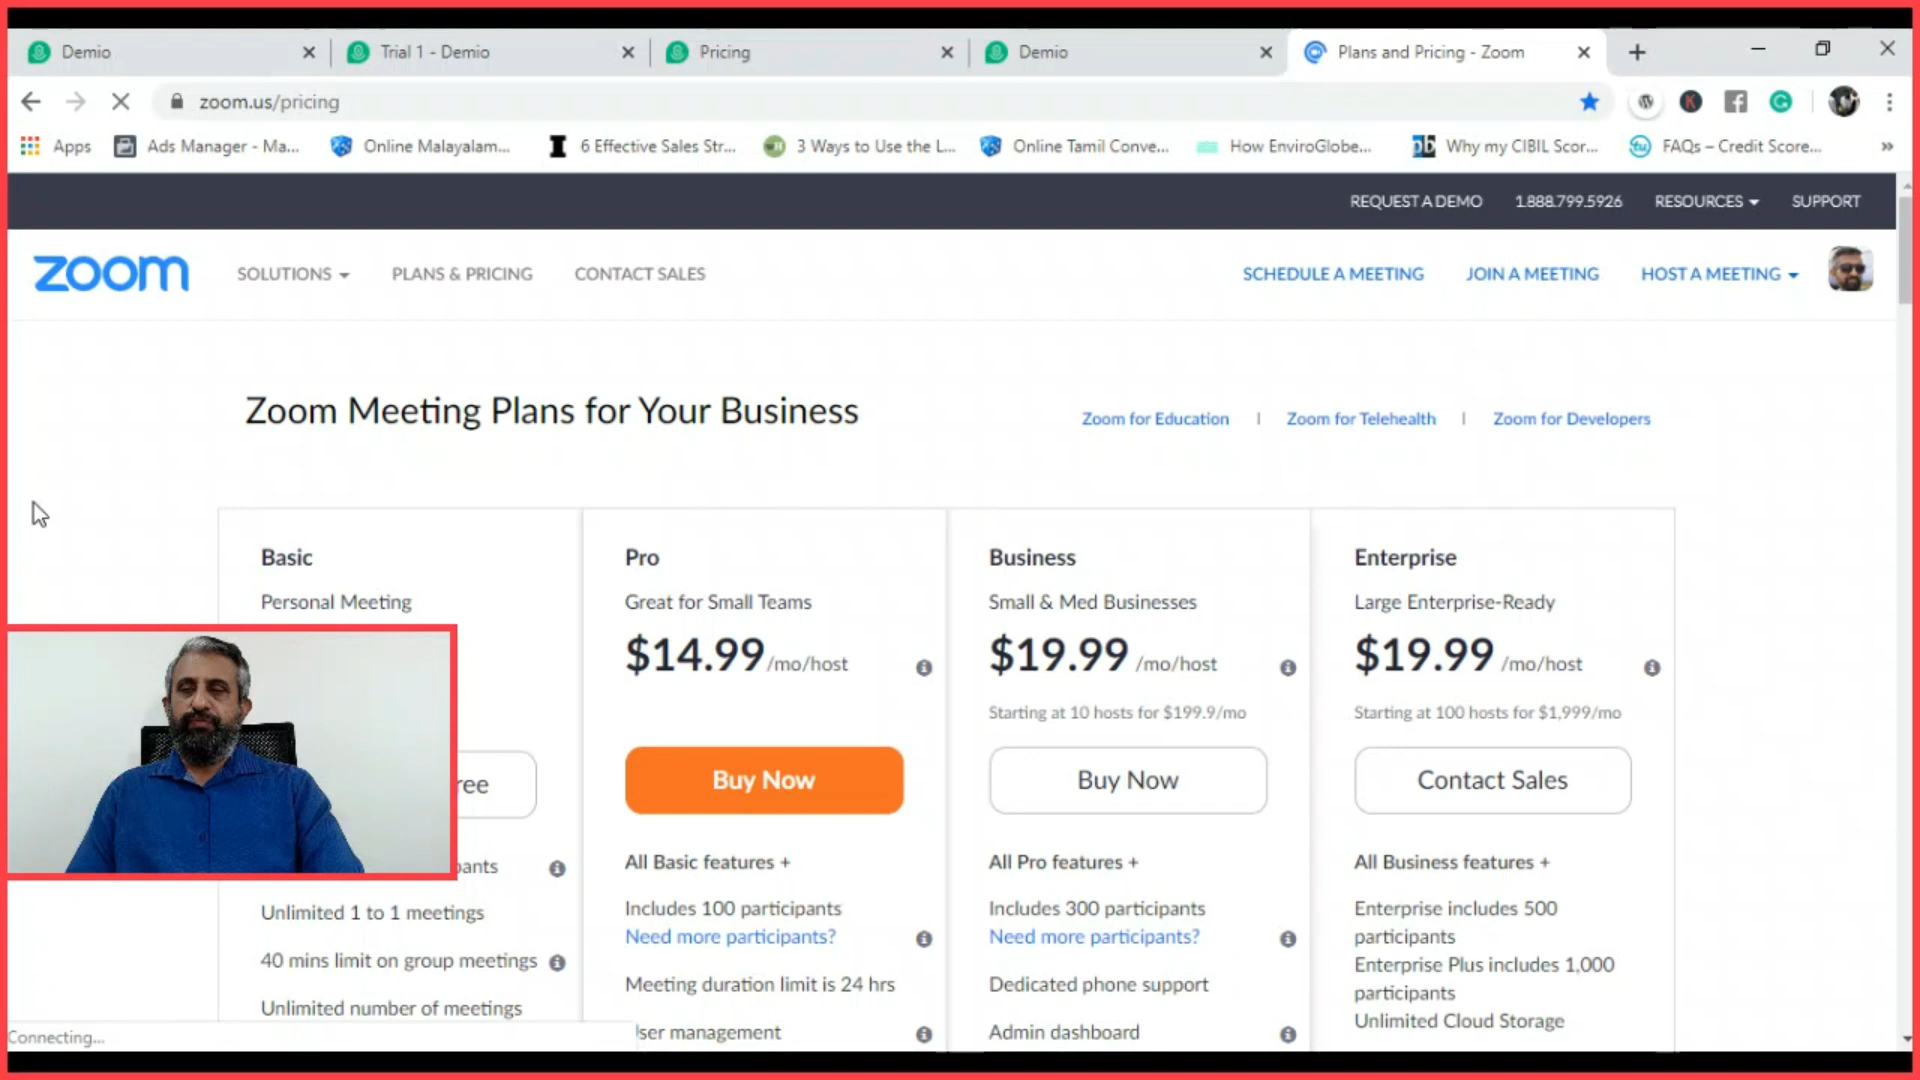 Demio
Trial 1 - Demio
Pricing
Demio
Plans and Pricing - Zoom
zoom.us/pricing
Apps
Ads Manager - Ma...
Online Malayalam...
6 Effective Sales Str...
3 Ways to Use the L...
Online Tamil Conve...
How EnviroGlobe...
Why my CIBIL Scor...
FAQs – Credit Score...
REQUEST A DEMO
1.888.799.5926
RESOURCES
SUPPORT
zoom
SOLUTIONS
PLANS & PRICING
CONTACT SALES
SCHEDULE A MEETING
JOIN A MEETING
HOST A MEETING
Zoom Meeting Plans for Your Business
Zoom for Education
Zoom for Telehealth
Zoom for Developers
Basic
Personal Meeting
ree
pants
Unlimited 1 to 1 meetings
40 mins limit on group meetings
Unlimited number of meetings
Pro
Great for Small Teams
$14.99 /mo/host
Buy Now
All Basic features +
Includes 100 participants
Need more participants?
Meeting duration limit is 24 hrs
User management
Business
Small & Med Businesses
$19.99 /mo/host
Starting at 10 hosts for $199.9/mo
Buy Now
All Pro features +
Includes 300 participants
Need more participants?
Dedicated phone support
Admin dashboard
Enterprise
Large Enterprise-Ready
$19.99 /mo/host
Starting at 100 hosts for $1,999/mo
Contact Sales
All Business features +
Enterprise includes 500
participants
Enterprise Plus includes 1,000
participants
Unlimited Cloud Storage
Connecting...